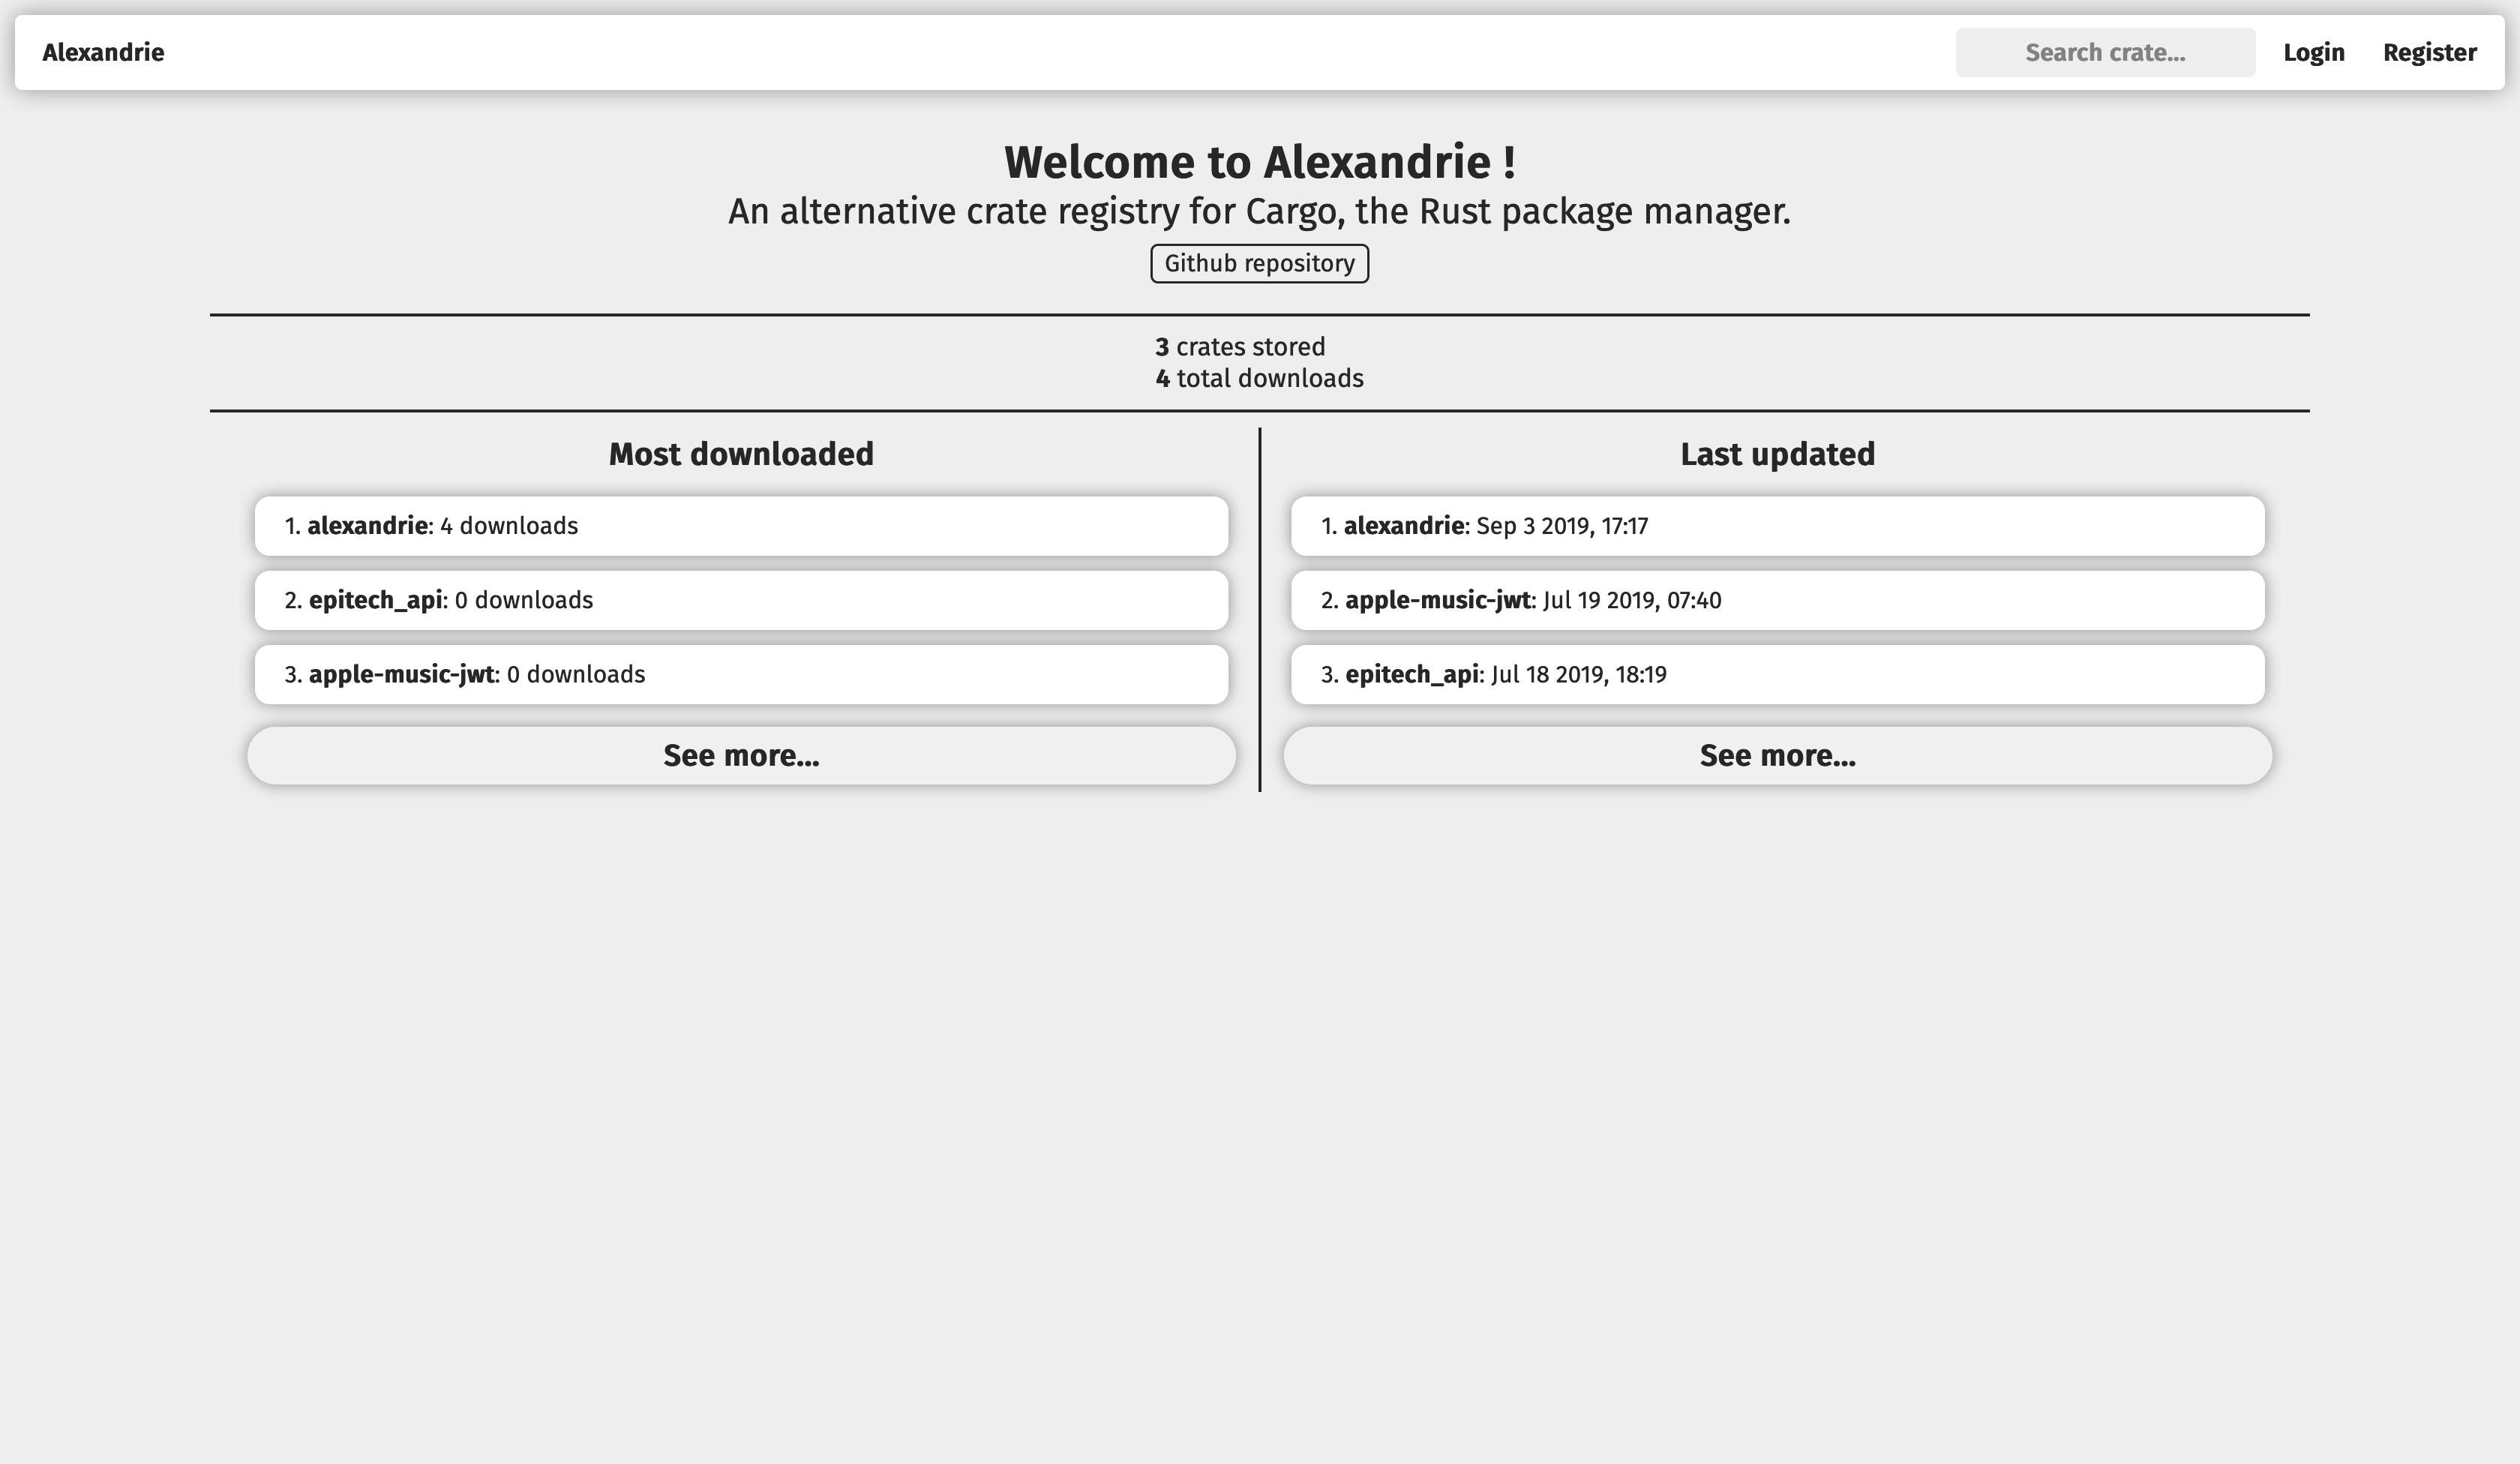 Alexandrie
Search crate...
Login
Register
Welcome to Alexandrie !
An alternative crate registry for Cargo, the Rust package manager.
Github repository
3 crates stored
4 total downloads
Most downloaded
1. alexandrie: 4 downloads
2. epitech_api: 0 downloads
3. apple-music-jwt: 0 downloads
See more...
Last updated
1. alexandrie: Sep 3 2019, 17:17
2. apple-music-jwt: Jul 19 2019, 07:40
3. epitech_api: Jul 18 2019, 18:19
See more...